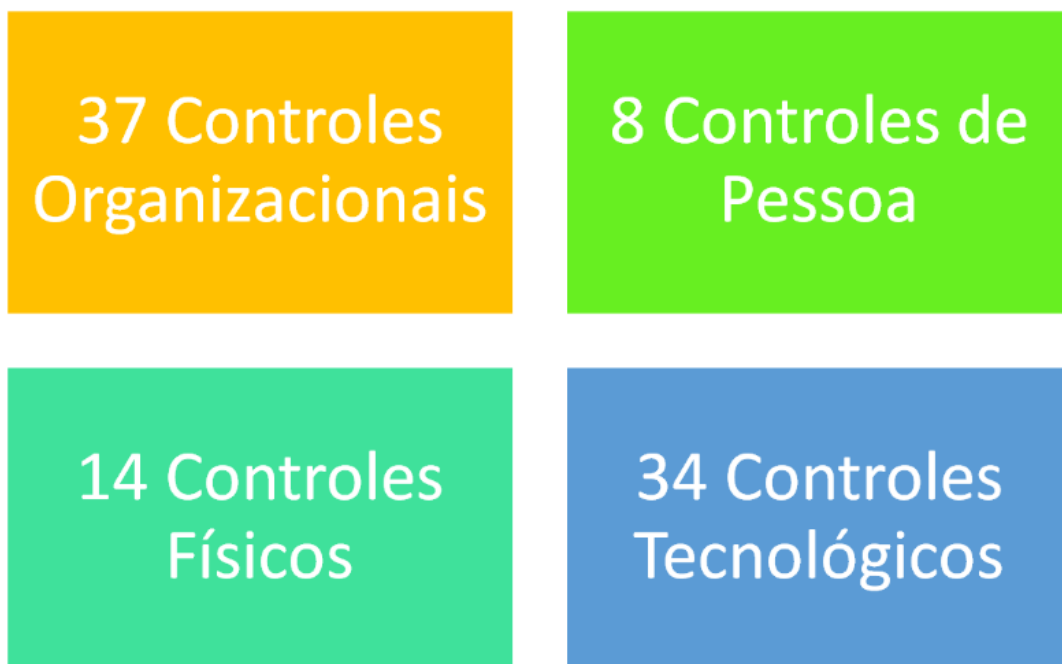 37 Controles
Organizacionais
8 Controles de
Pessoa
14 Controles
Físicos
34 Controles
Tecnológicos